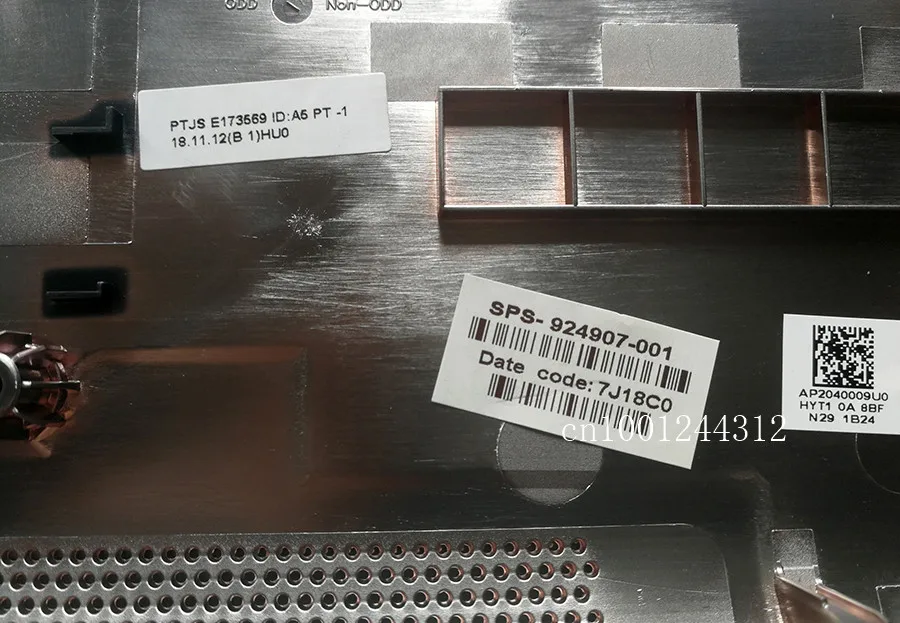 ODD Non-ODD
PTJS E173569 ID:A5 PT -1
18.11.12(B 1)HU0
SPS- 924907-001
Date code: 7J18C0
AP2040009U0
HYT1 0A 8BF
N29 1B24
cn1001244312